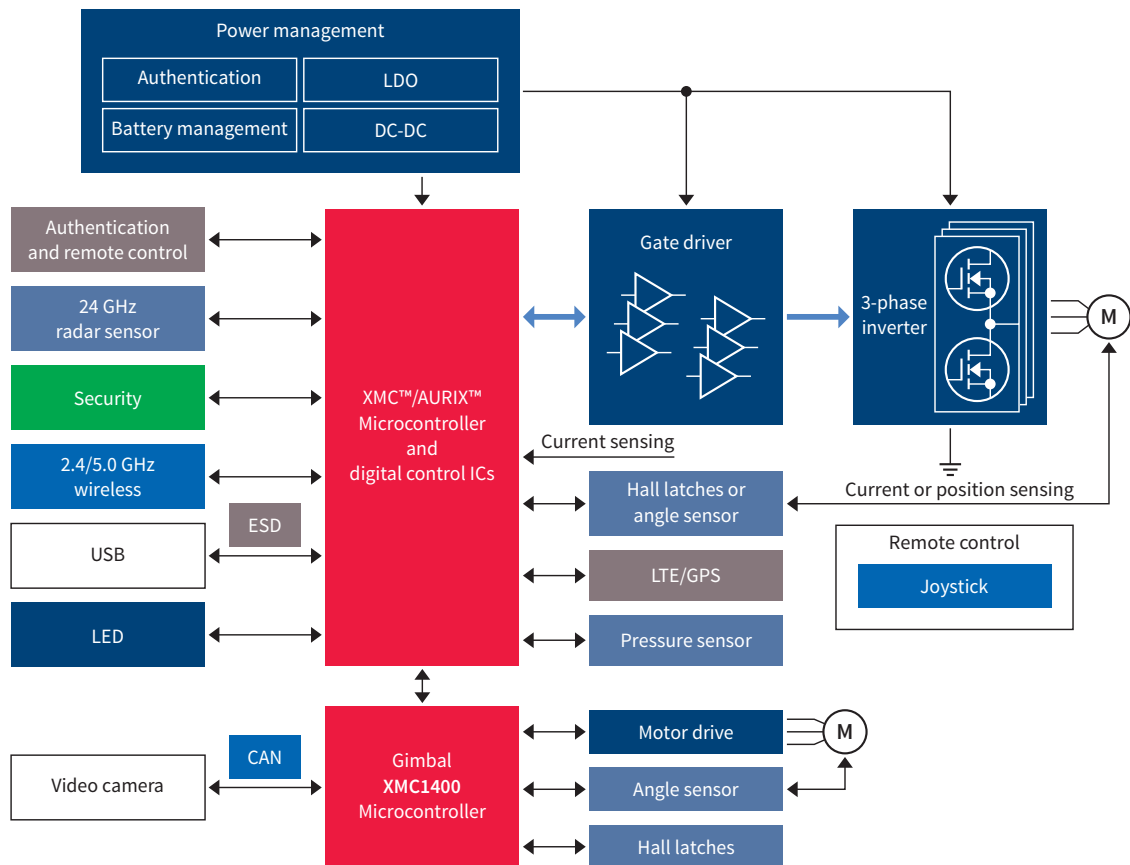 Power management
Authentication
LDO
Battery management
DC-DC
Authentication
and remote control
24 GHz
radar sensor
Security
2.4/5.0 GHz
wireless
ESD
USB
LED
XMC™/AURIX™
Microcontroller
and
digital control ICs
Gate driver
3-phase
inverter
M
Current sensing
Hall latches or
angle sensor
Current or position sensing
LTE/GPS
Pressure sensor
Remote control
Joystick
Video camera
CAN
Gimbal
XMC1400
Microcontroller
Motor drive
M
Angle sensor
Hall latches